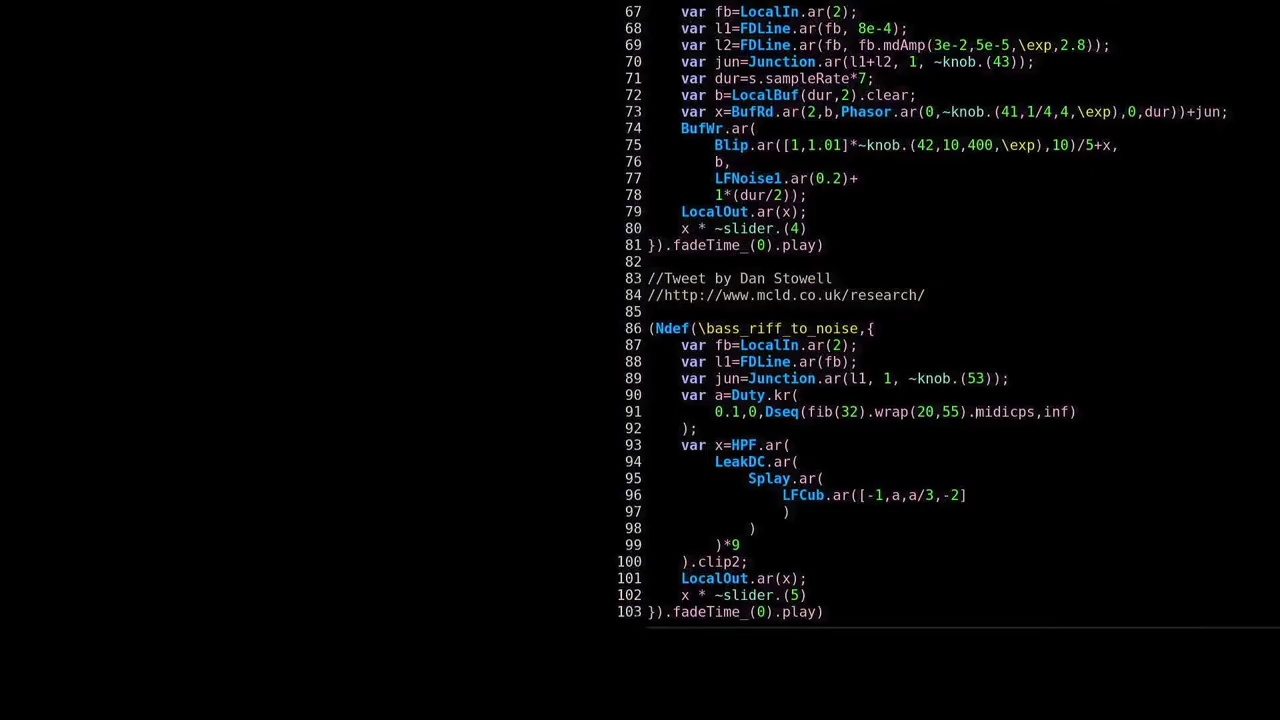 67     var fb=LocalIn.ar(2);
68     var l1=FDLine.ar(fb, 8e-4);
69     var l2=FDLine.ar(fb, fb.mdAmp(3e-2,5e-5,\exp,2.8));
70     var jun=Junction.ar(l1+l2, 1, ~knob.(43));
71     var dur=s.sampleRate*7;
72     var b=LocalBuf(dur,2).clear;
73     var x=BufRd.ar(2,b,Phasor.ar(0,~knob.(41,1/4,4,\exp),0,dur))+jun;
74     BufWr.ar(
75         Blip.ar([1,1.01]*~knob.(42,10,400,\exp),10)/5+x,
76         b,
77         LFNoise1.ar(0.2)+
78         1*(dur/2));
79     LocalOut.ar(x);
80     x * ~slider.(4)
81 }).fadeTime_(0).play)
82
83 //Tweet by Dan Stowell
84 //http://www.mcld.co.uk/research/
85
86 (Ndef(\bass_riff_to_noise,{
87     var fb=LocalIn.ar(2);
88     var l1=FDLine.ar(fb);
89     var jun=Junction.ar(l1, 1, ~knob.(53));
90     var a=Duty.kr(
91         0.1,0,Dseq(fib(32).wrap(20,55).midicps,inf)
92     );
93     var x=HPF.ar(
94         LeakDC.ar(
95             Splay.ar(
96                 LFCub.ar([-1,a,a/3,-2]
97                 )
98             )
99         )*9
100     ).clip2;
101     LocalOut.ar(x);
102     x * ~slider.(5)
103 }).fadeTime_(0).play)